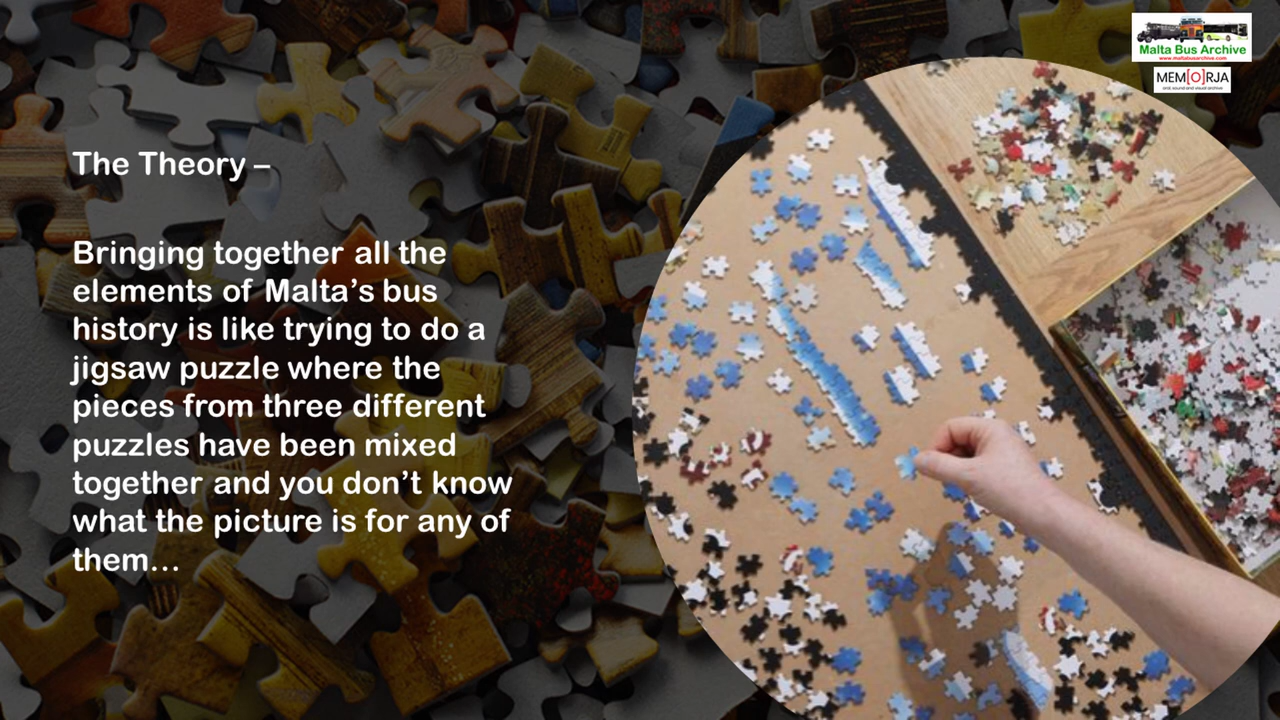 Malta Bus Archive
www.maltabusarchive.com
MEM[O]RJA
oral sound and visual archive
The Theory –
Bringing together all the
elements of Malta’s bus
history is like trying to do a
jigsaw puzzle where the
pieces from three different
puzzles have been mixed
together and you don’t know
what the picture is for any of
them…